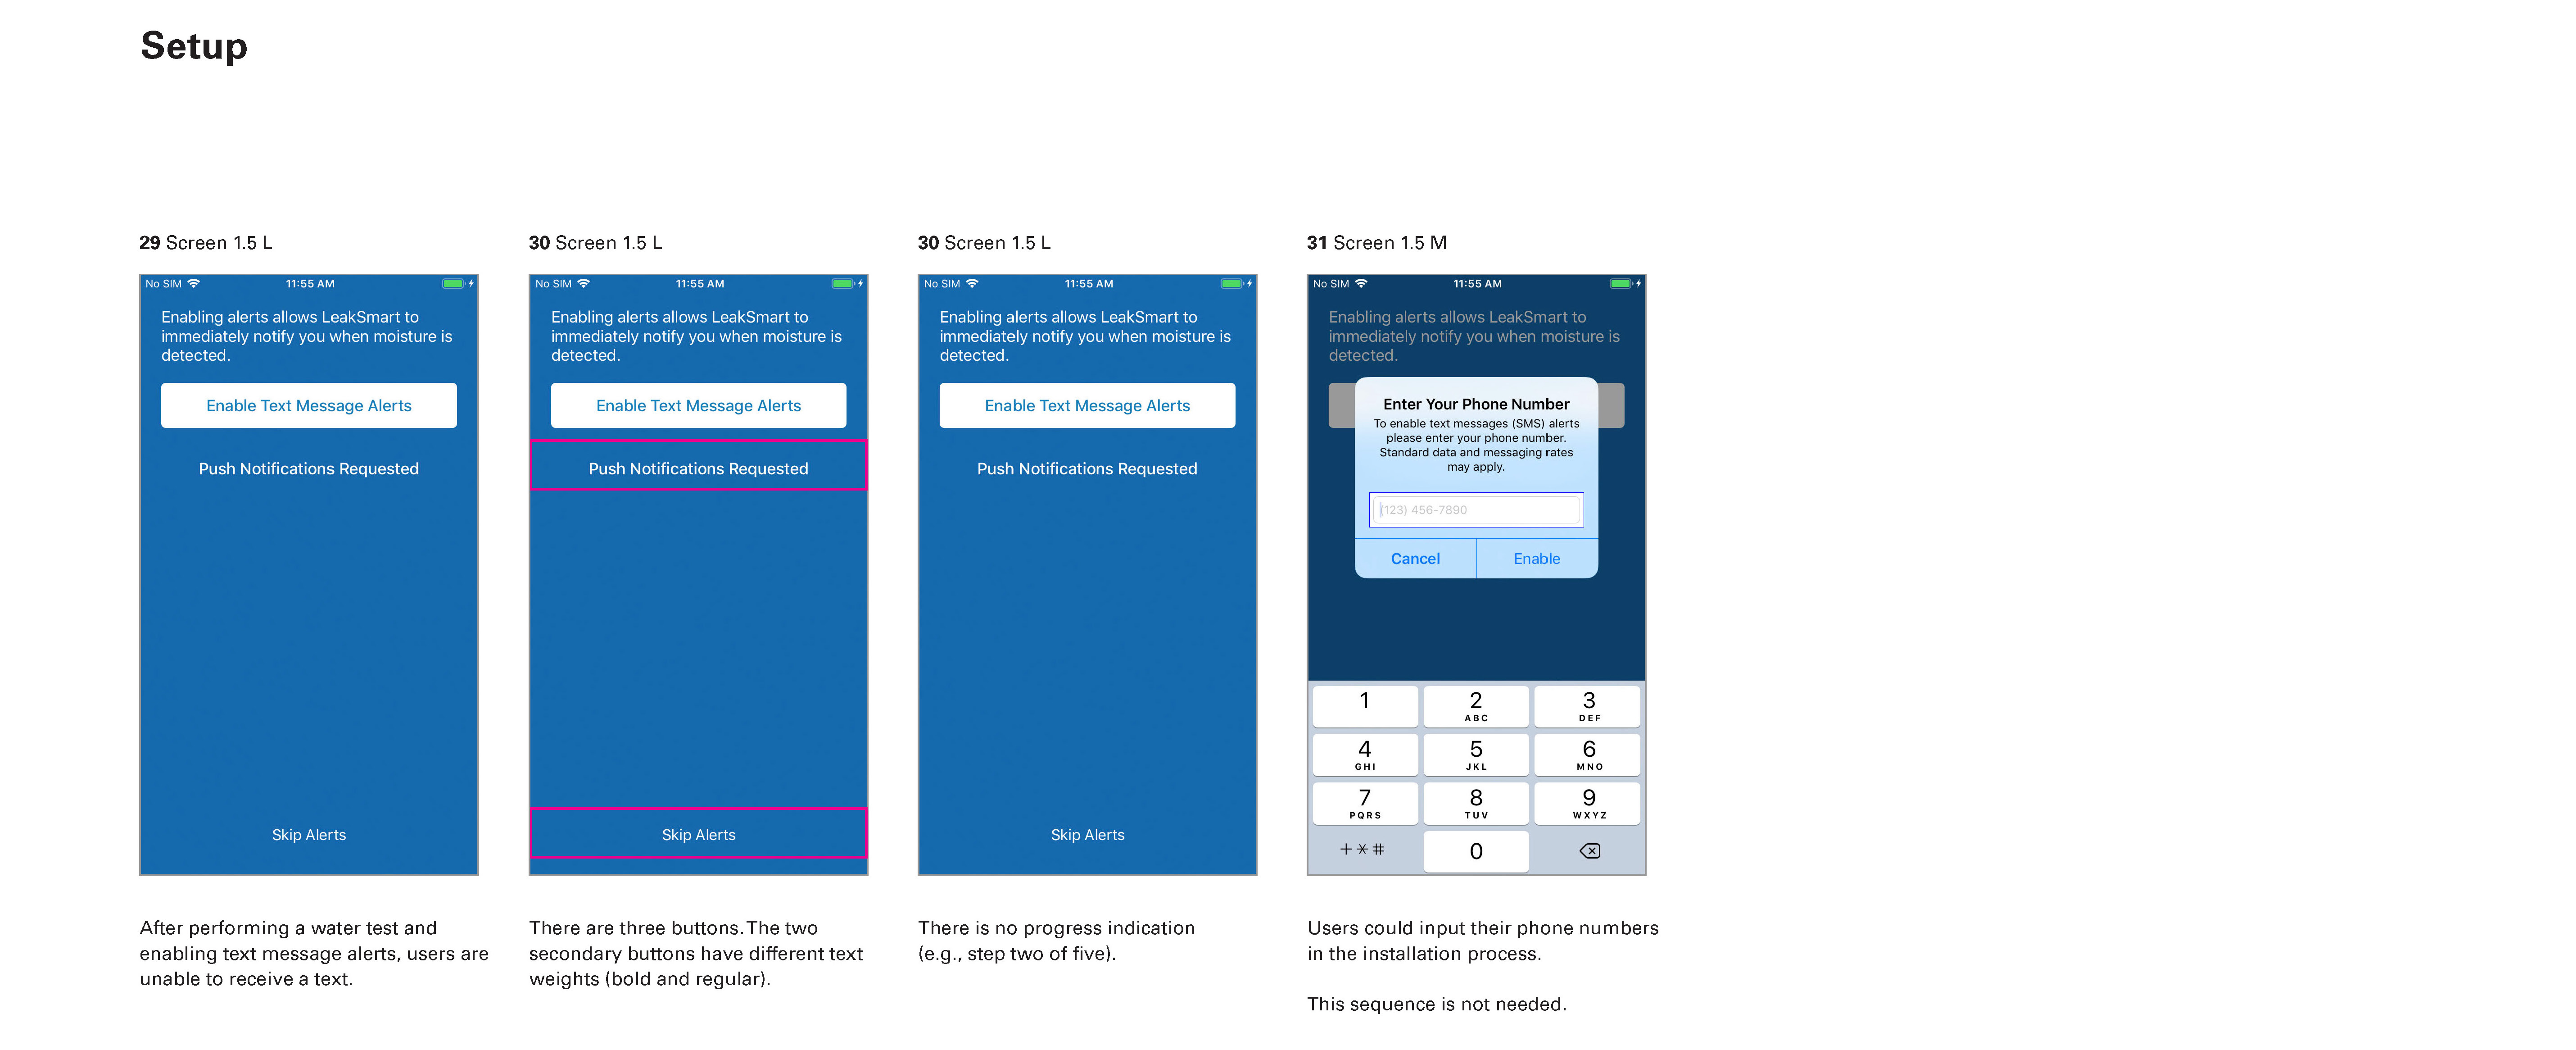 Setup
29 Screen 1.5 L
No SIM
11:55 AM
Enabling alerts allows LeakSmart to
immediately notify you when moisture is
detected.
Enable Text Message Alerts
Push Notifications Requested
Skip Alerts
After performing a water test and
enabling text message alerts, users are
unable to receive a text.
30 Screen 1.5 L
No SIM
11:55 AM
Enabling alerts allows LeakSmart to
immediately notify you when moisture is
detected.
Enable Text Message Alerts
Push Notifications Requested
Skip Alerts
There are three buttons. The two
secondary buttons have different text
weights (bold and regular).
30 Screen 1.5 L
No SIM
11:55 AM
Enabling alerts allows LeakSmart to
immediately notify you when moisture is
detected.
Enable Text Message Alerts
Push Notifications Requested
Skip Alerts
There is no progress indication
(e.g., step two of five).
31 Screen 1.5 M
No SIM
11:55 AM
Enabling alerts allows LeakSmart to
immediately notify you when moisture is
detected.
Enter Your Phone Number
To enable text messages (SMS) alerts
please enter your phone number.
Standard data and messaging rates
may apply.
(123) 456-7890
Cancel Enable
1 2 3
ABC DEF
4 5 6
GHI JKL MNO
7 8 9
PQRS TUV WXYZ
+*# 0
Users could input their phone numbers
in the installation process.
This sequence is not needed.